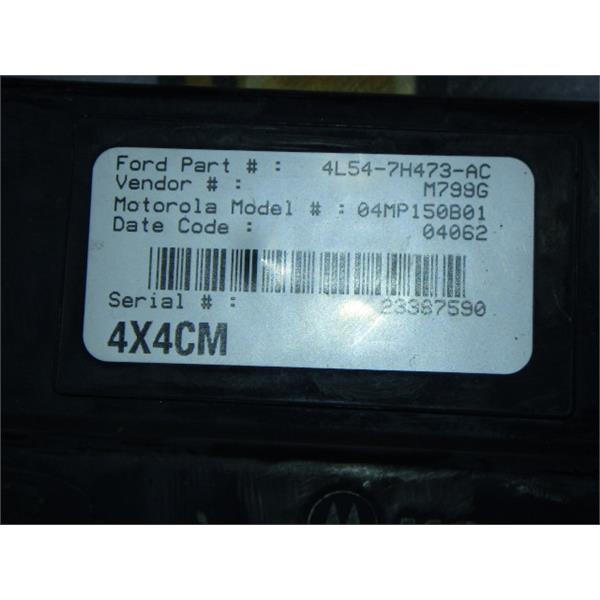 Ford Part # : 4L54-7H473-AC
Vendor # : M799G
Motorola Model # : 04MP150B01
Date Code : 04062
Serial # : 23387590
4X4CM